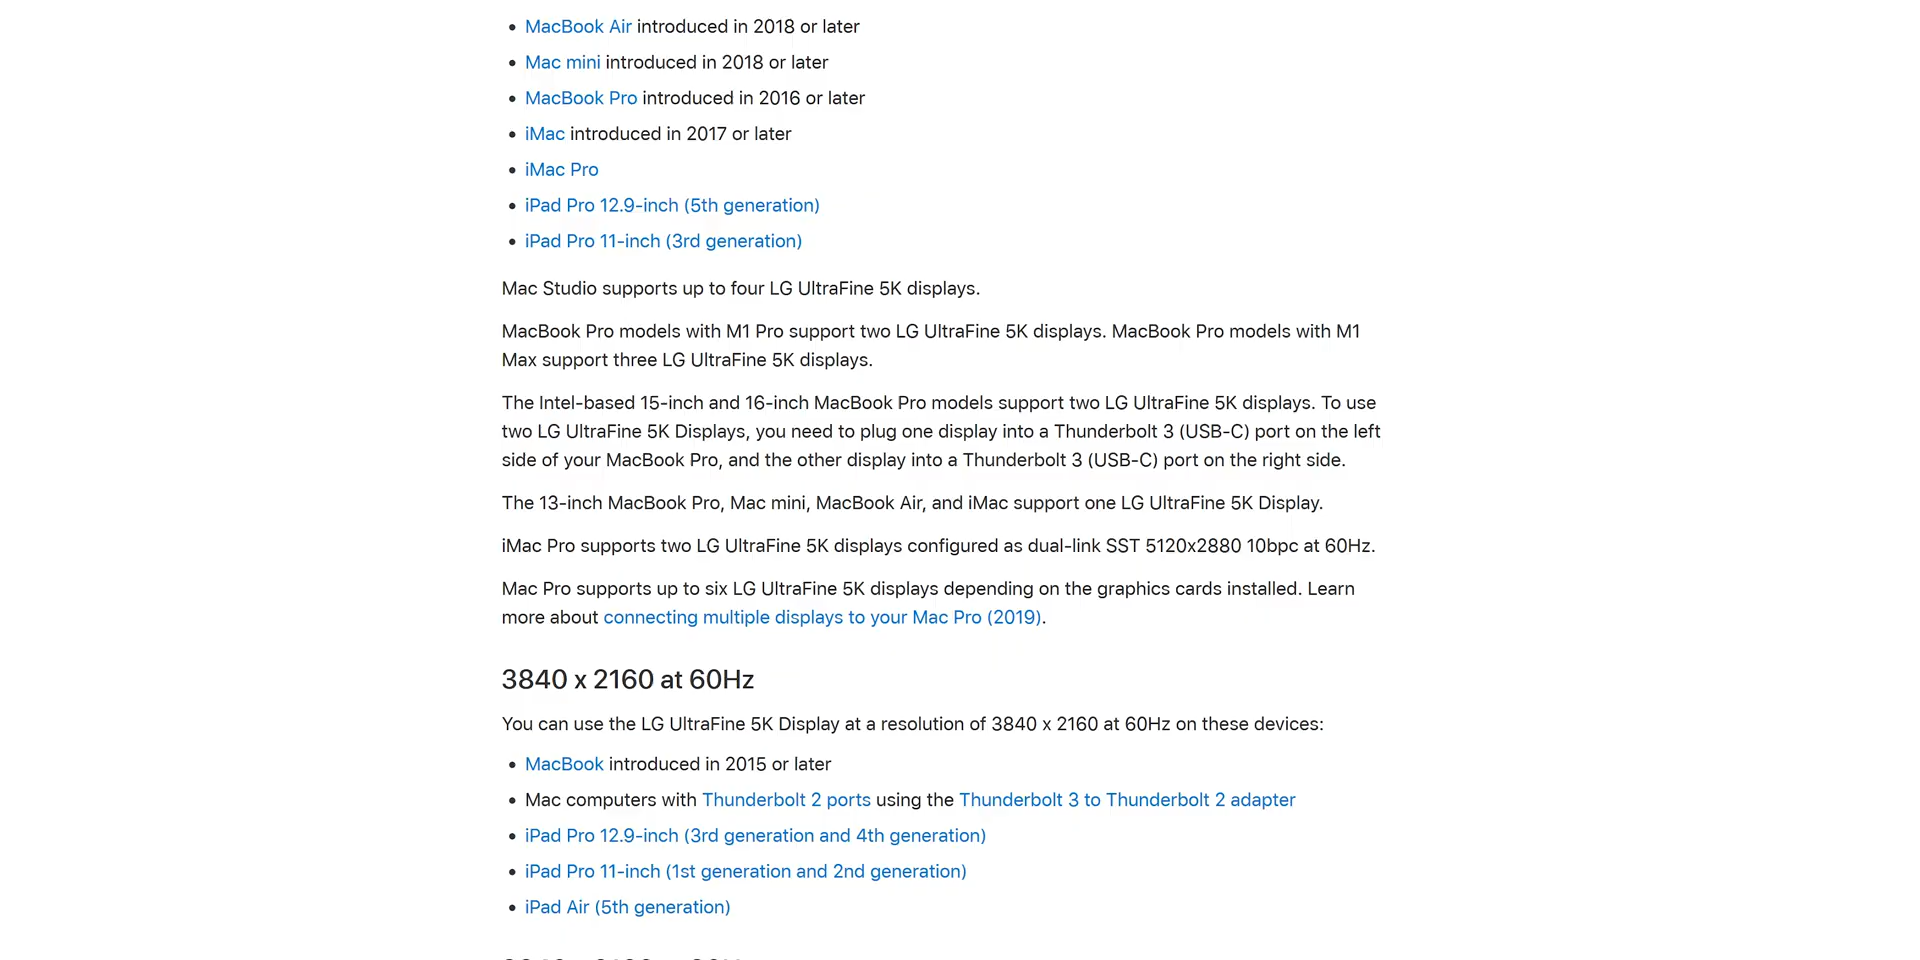 MacBook Air introduced in 2018 or later
Mac mini introduced in 2018 or later
MacBook Pro introduced in 2016 or later
iMac introduced in 2017 or later
iMac Pro
iPad Pro 12.9-inch (5th generation)
iPad Pro 11-inch (3rd generation)
Mac Studio supports up to four LG UltraFine 5K displays.
MacBook Pro models with M1 Pro support two LG UltraFine 5K displays. MacBook Pro models with M1
Max support three LG UltraFine 5K displays.
The Intel-based 15-inch and 16-inch MacBook Pro models support two LG UltraFine 5K displays. To use
two LG UltraFine 5K Displays, you need to plug one display into a Thunderbolt 3 (USB-C) port on the left
side of your MacBook Pro, and the other display into a Thunderbolt 3 (USB-C) port on the right side.
The 13-inch MacBook Pro, Mac mini, MacBook Air, and iMac support one LG UltraFine 5K Display.
iMac Pro supports two LG UltraFine 5K displays configured as dual-link SST 5120x2880 10bpc at 60Hz.
Mac Pro supports up to six LG UltraFine 5K displays depending on the graphics cards installed. Learn
more about connecting multiple displays to your Mac Pro (2019).
3840 x 2160 at 60Hz
You can use the LG UltraFine 5K Display at a resolution of 3840 x 2160 at 60Hz on these devices:
MacBook introduced in 2015 or later
Mac computers with Thunderbolt 2 ports using the Thunderbolt 3 to Thunderbolt 2 adapter
iPad Pro 12.9-inch (3rd generation and 4th generation)
iPad Pro 11-inch (1st generation and 2nd generation)
iPad Air (5th generation)